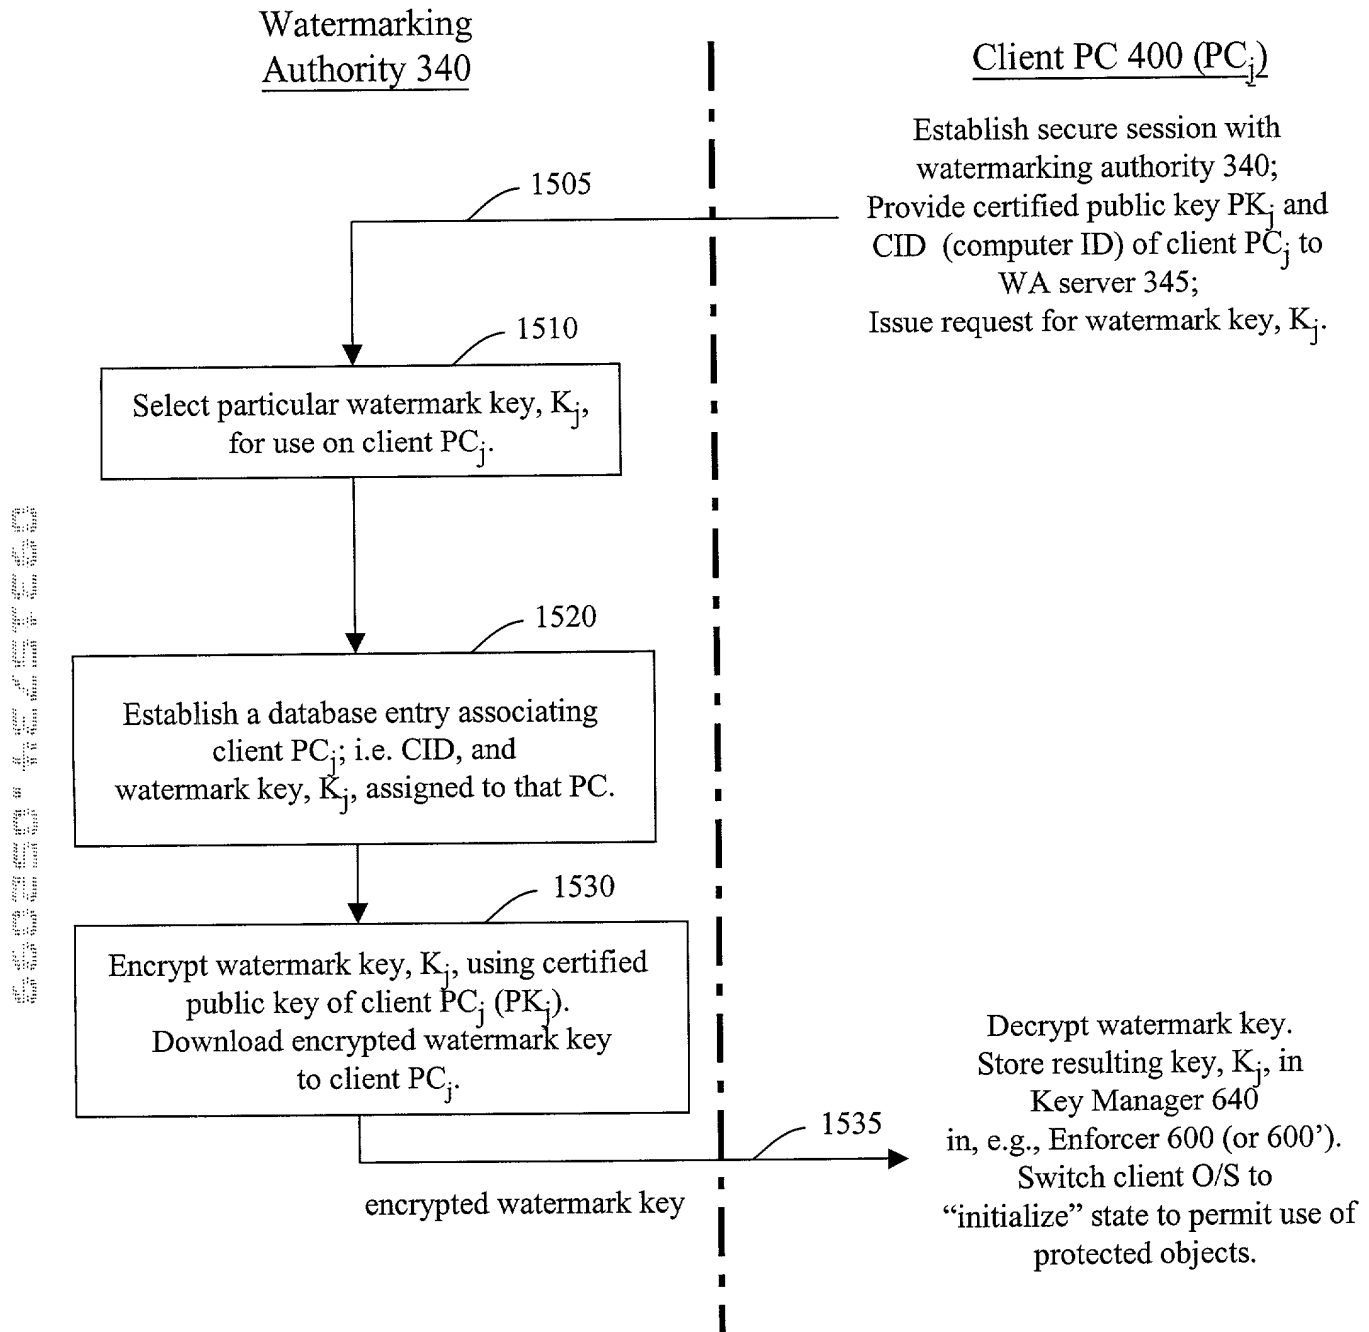 Watermarking
Authority 340
Client PC 400 (PCj)
Establish secure session with
watermarking authority 340;
Provide certified public key PKj and
CID (computer ID) of client PCj to
WA server 345;
Issue request for watermark key, Kj.
1505
1510
Select particular watermark key, Kj,
for use on client PCj.
1520
Establish a database entry associating
client PCj; i.e. CID, and
watermark key, Kj, assigned to that PC.
1530
Encrypt watermark key, Kj, using certified
public key of client PCj (PKj).
Download encrypted watermark key
to client PCj.
1535
encrypted watermark key
Decrypt watermark key.
Store resulting key, Kj, in
Key Manager 640
in, e.g., Enforcer 600 (or 600’).
Switch client O/S to
“initialize” state to permit use of
protected objects.